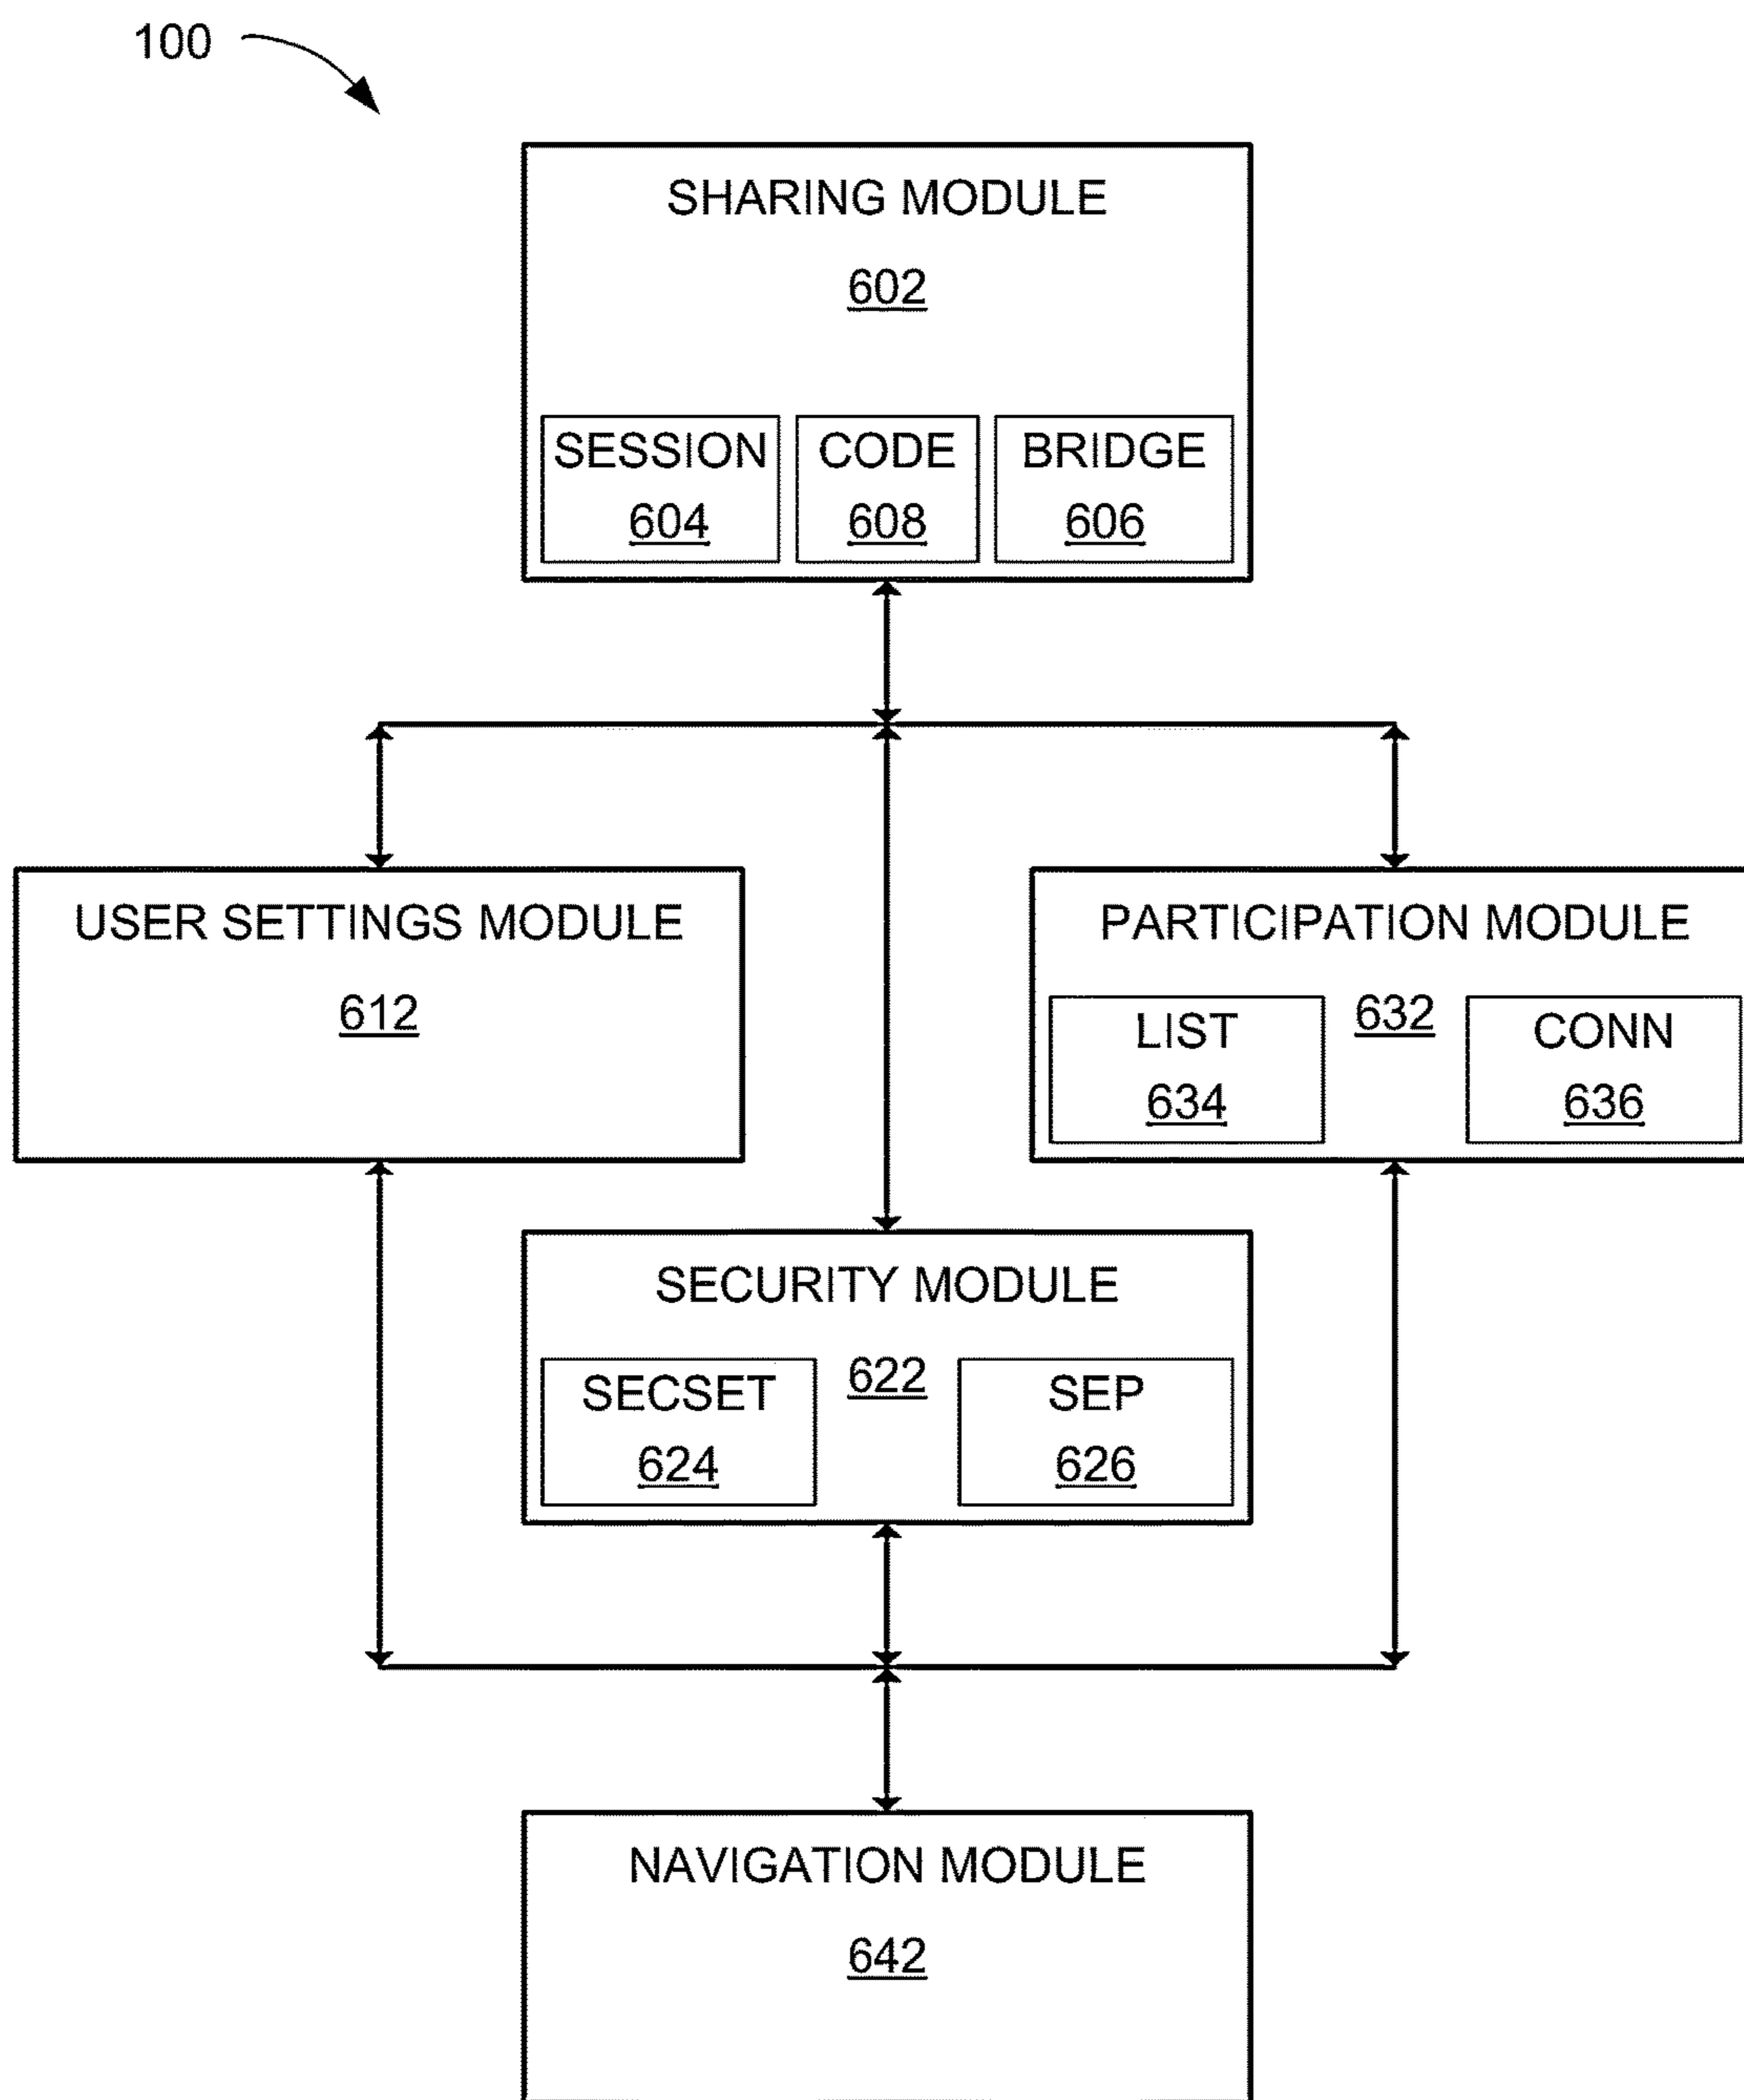 100
SHARING MODULE
602
SESSION CODE BRIDGE
604 608 606
USER SETTINGS MODULE
612
PARTICIPATION MODULE
632
LIST CONN
634 636
SECURITY MODULE
622
SECSET SEP
624 626
NAVIGATION MODULE
642